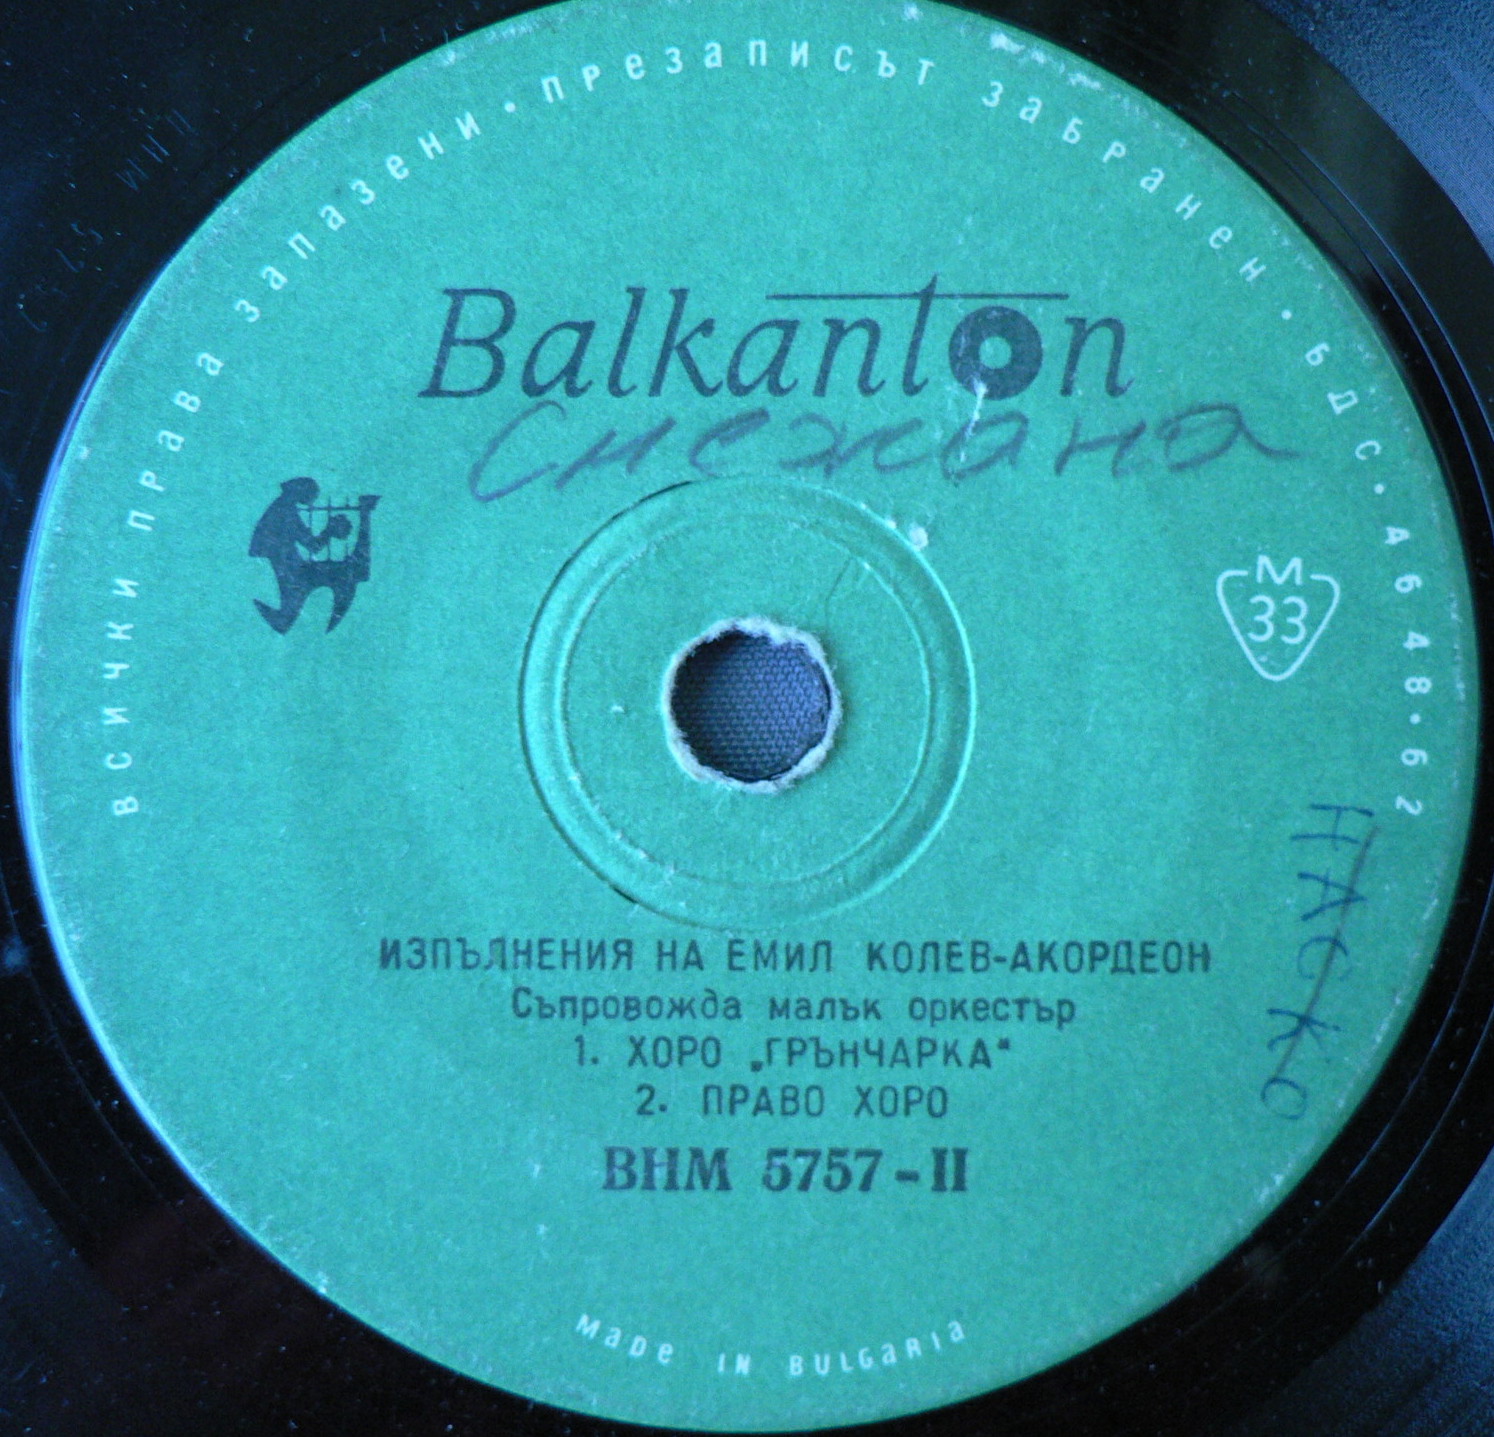 ВСИЧКИ ПРАВА ЗАПАЗЕНИ • ПРЕЗАПИСЪТ ЗАБРАНЕН • БДС • 4648 • 62
Balkanton
Снежана
М
33
НАСКО
ИЗПЪЛНЕНИЯ НА ЕМИЛ КОЛЕВ-АКОРДЕОН
Съпровожда малък оркестър
1. ХОРО „ГРЪНЧАРКА“
2. ПРАВО ХОРО
ВНМ 5757 - II
MADE IN BULGARIA